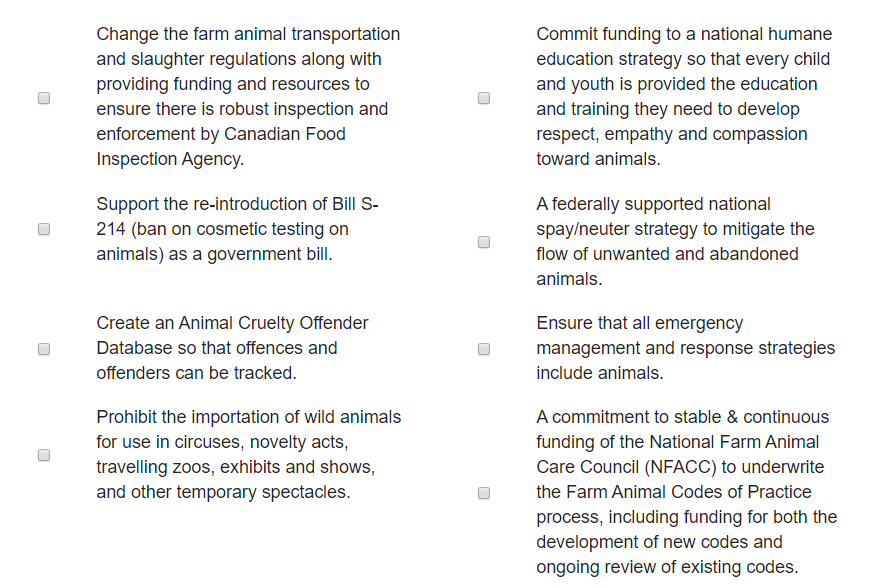 Change the farm animal transportation
and slaughter regulations along with
providing funding and resources to
ensure there is robust inspection and
enforcement by Canadian Food
Inspection Agency.
Commit funding to a national humane
education strategy so that every child
and youth is provided the education
and training they need to develop
respect, empathy and compassion
toward animals.
Support the re-introduction of Bill S-
214 (ban on cosmetic testing on
animals) as a government bill.
A federally supported national
spay/neuter strategy to mitigate the
flow of unwanted and abandoned
animals.
Create an Animal Cruelty Offender
Database so that offences and
offenders can be tracked.
Ensure that all emergency
management and response strategies
include animals.
Prohibit the importation of wild animals
for use in circuses, novelty acts,
travelling zoos, exhibits and shows,
and other temporary spectacles.
A commitment to stable & continuous
funding of the National Farm Animal
Care Council (NFACC) to underwrite
the Farm Animal Codes of Practice
process, including funding for both the
development of new codes and
ongoing review of existing codes.